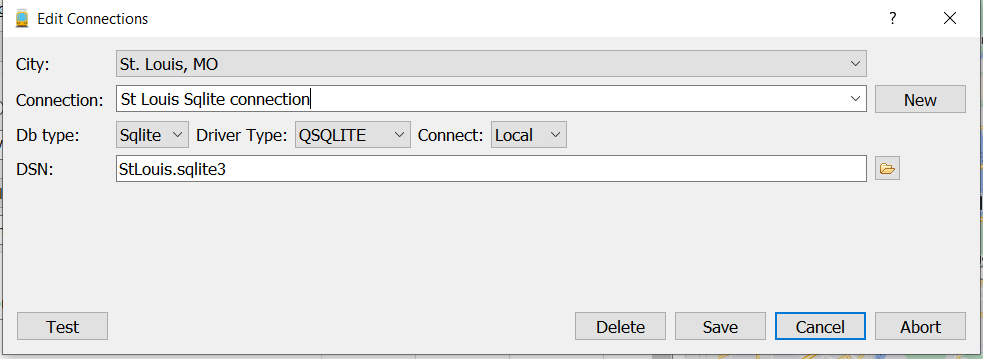 Edit Connections ?
City: St. Louis, MO
Connection: St Louis Sqlite connection New
Db type: Sqlite Driver Type: QSQLITE Connect: Local
DSN: StLouis.sqlite3
Test Delete Save Cancel Abort